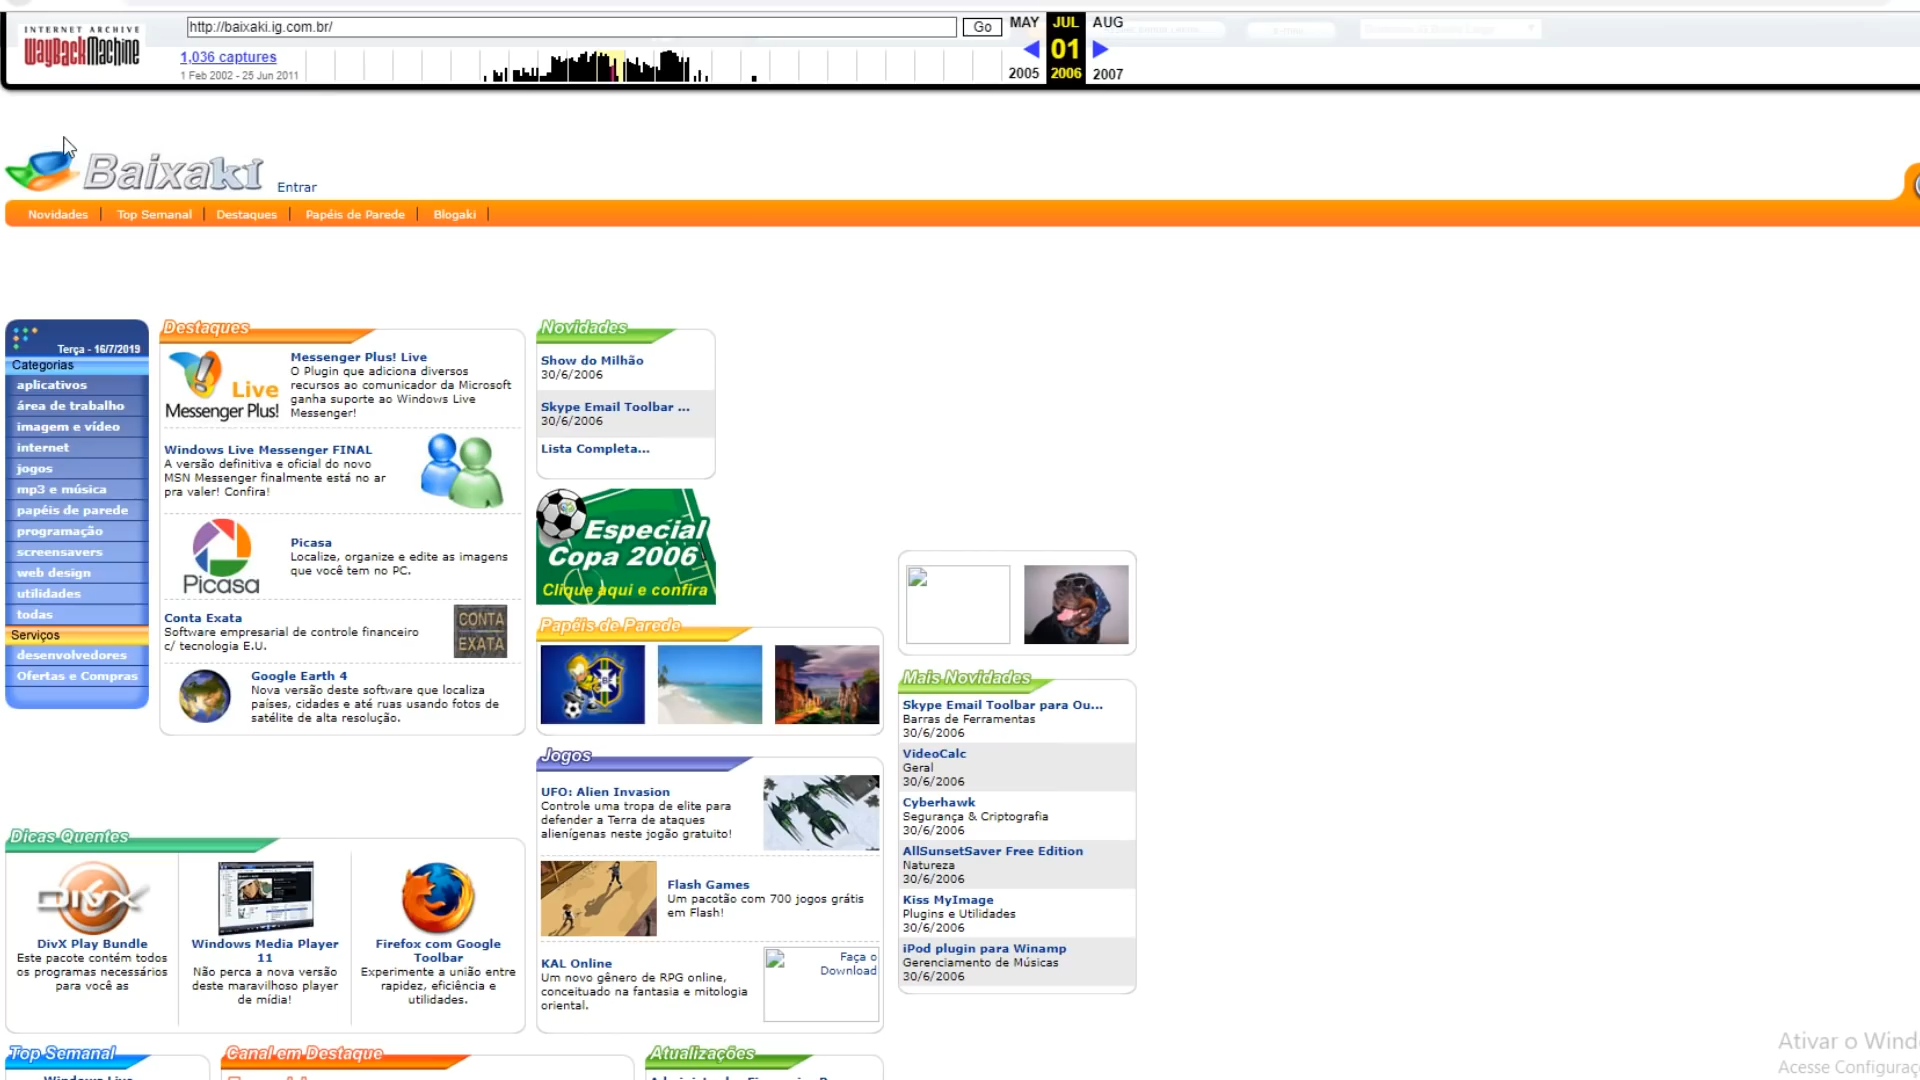 INTERNET ARCHIVE
WayBackMachine
http://baixaki.ig.com.br/
Go
1,036 captures
1 Feb 2002 - 25 Jun 2011
MAY
JUL
AUG
01
2005
2006
2007
Baixaki
Entrar
Novidades
Top Semanal
Destaques
Papéis de Parede
Blogaki
Terça - 16/7/2019
Categorias
aplicativos
área de trabalho
imagem e vídeo
internet
jogos
mp3 e música
papéis de parede
programação
screensavers
web design
utilidades
todas
Serviços
desenvolvedores
Ofertas e Compras
Destaques
Live
Messenger Plus!
Messenger Plus! Live
O Plugin que adiciona diversos
recursos ao comunicador da Microsoft
ganha suporte ao Windows Live
Messenger!
Windows Live Messenger FINAL
A versão definitiva e oficial do novo
MSN Messenger finalmente está no ar
pra valer! Confira!
Picasa
Picasa
Localize, organize e edite as imagens
que você tem no PC.
Conta Exata
Software empresarial de controle financeiro
c/ tecnologia E.U.
CONTA
EXATA
Google Earth 4
Nova versão deste software que localiza
países, cidades e até ruas usando fotos de
satélite de alta resolução.
Novidades
Show do Milhão
30/6/2006
Skype Email Toolbar ...
30/6/2006
Lista Completa...
Especial
Copa 2006
Clique aqui e confira
Papéis de Parede
Jogos
UFO: Alien Invasion
Controle uma tropa de elite para
defender a Terra de ataques
alienígenas neste jogão gratuito!
Flash Games
Um pacotão com 700 jogos grátis
em Flash!
KAL Online
Um novo gênero de RPG online,
conceituado na fantasia e mitologia
oriental.
Faça o
Download
Mais Novidades
Skype Email Toolbar para Ou...
Barras de Ferramentas
30/6/2006
VideoCalc
Geral
30/6/2006
Cyberhawk
Segurança & Criptografia
30/6/2006
AllSunsetSaver Free Edition
Natureza
30/6/2006
Kiss MyImage
Plugins e Utilidades
30/6/2006
iPod plugin para Winamp
Gerenciamento de Músicas
30/6/2006
Dicas Quentes
DivX
DivX Play Bundle
Este pacote contém todos
os programas necessários
para você as
Windows Media Player
11
Não perca a nova versão
deste maravilhoso player
de mídia!
Firefox com Google
Toolbar
Experimente a união entre
rapidez, eficiência e
utilidades.
Top Semanal
Windows Live
Canal em Destaque
Atualizações
Ativar o Wind
Acesse Configuraç